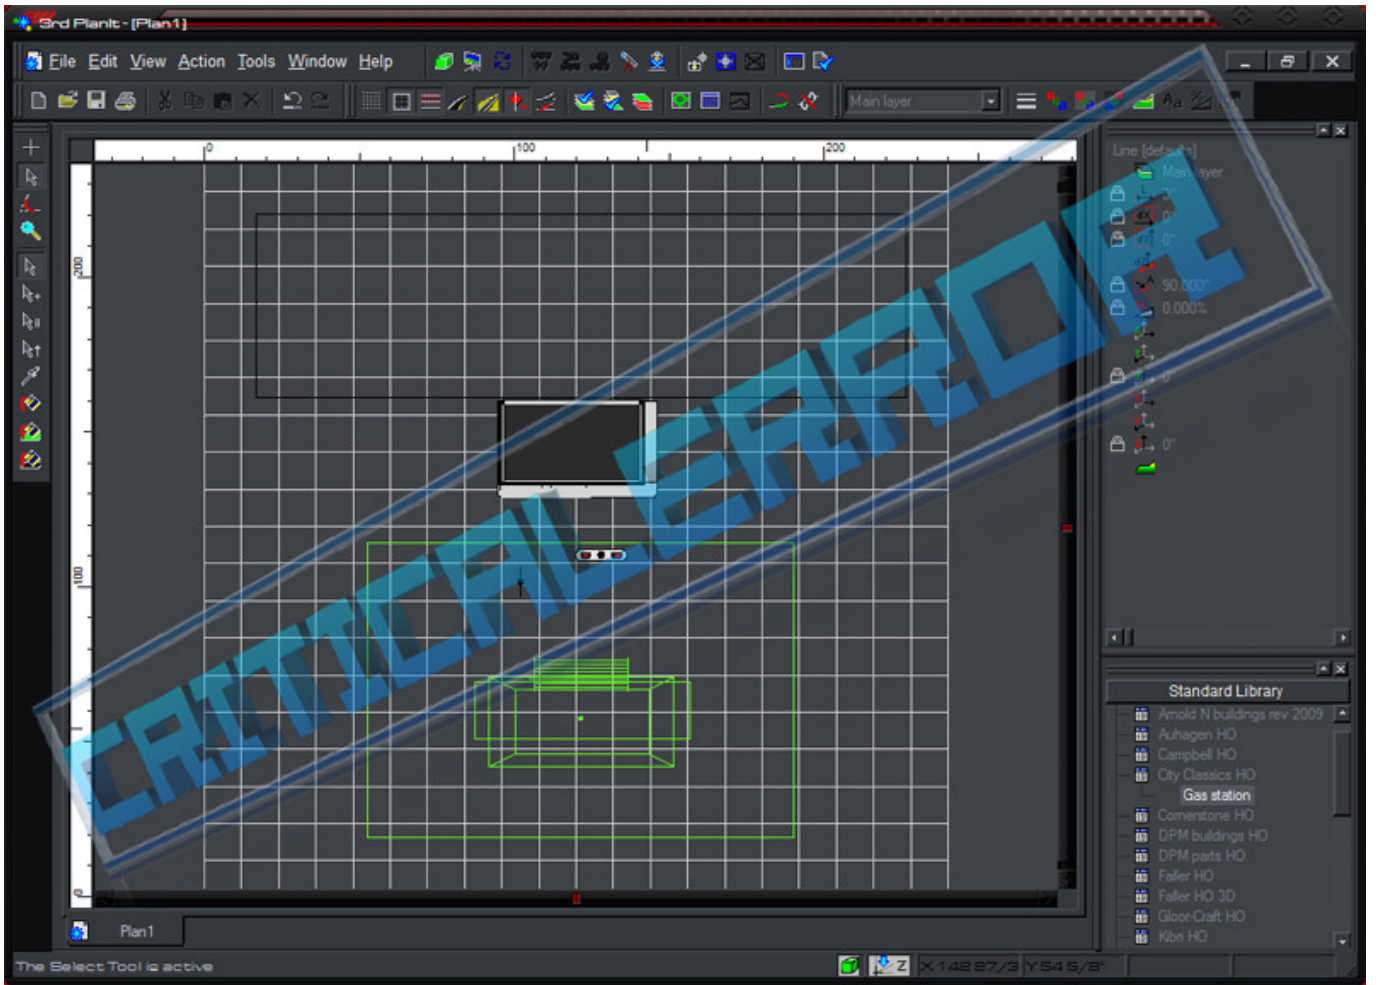 3rd PlanIt - [Plan1]
File Edit View Action Tools Window Help
Main layer
0 100 200
Line [defaults]
Main layer
0"
0"
90.000°
0.000%
0"
0"
200
100
0
CRITICALERROR
Standard Library
Arnold N buildings rev 2009
Auhagen HO
Campbell HO
City Classics HO
Gas station
Cornerstone HO
DPM buildings HO
DPM parts HO
Faller HO
Faller HO 3D
Gloor-Craft HO
Kibri HO
Plan1
The Select Tool is active
Z